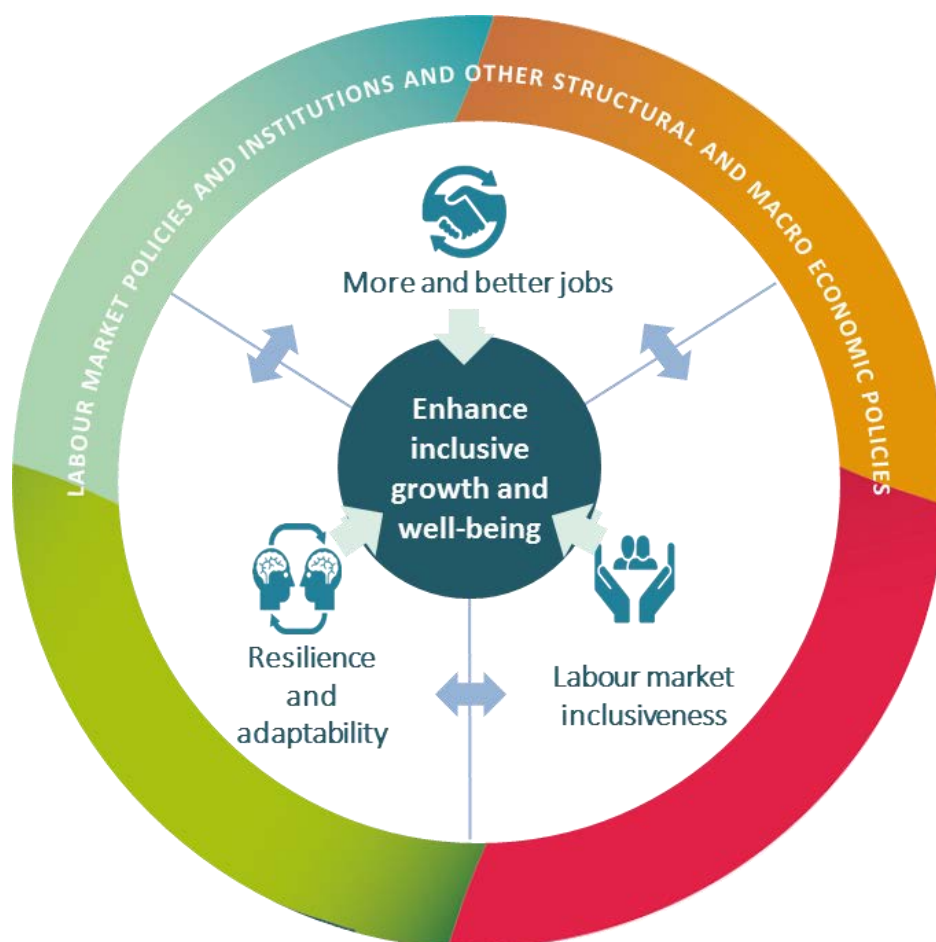 LABOUR MARKET POLICIES AND INSTITUTIONS AND OTHER STRUCTURAL AND MACRO ECONOMIC POLICIES
More and better jobs
Enhance
inclusive
growth and
well-being
Resilience
and
adaptability
Labour market
inclusiveness